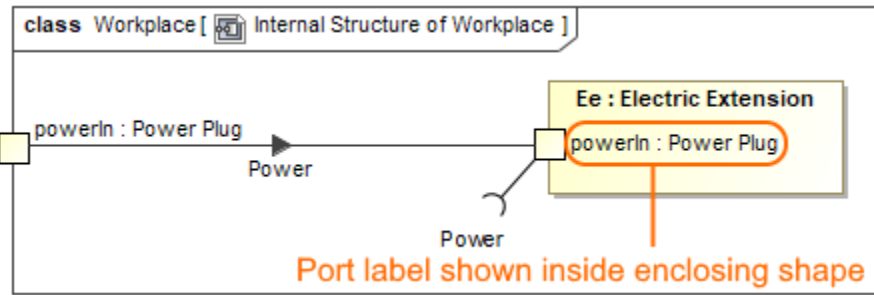 class Workplace [ Internal Structure of Workplace ]
Ee : Electric Extension
powerIn : Power Plug
powerIn : Power Plug
Power
Power
Port label shown inside enclosing shape